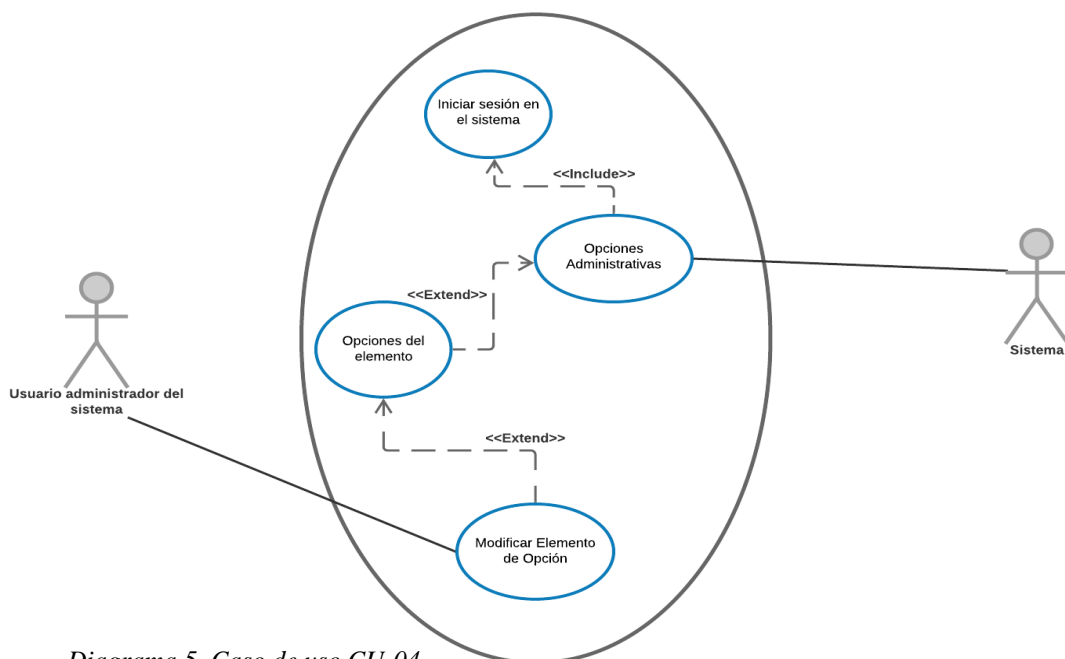 Iniciar sesión en
el sistema
<<Include>>
Opciones
Administrativas
<<Extend>>
Opciones del
elemento
Sistema
Usuario administrador del
sistema
<<Extend>>
Modificar Elemento
de Opción
Diagrama 5. Caso de uso CU-04